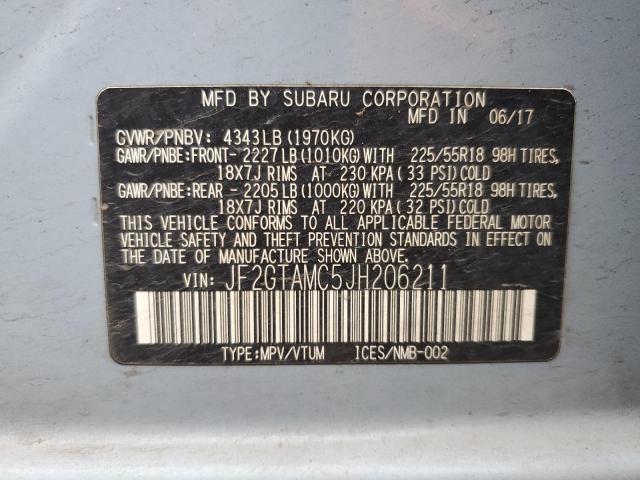 MFD BY SUBARU CORPORATION
MFD IN 06/17
GVWR/PNBV: 4343LB(1970KG)
GAWR/PNBE:FRONT- 2227LB(1010KG)WITH 225/55R18 98H TIRES,
18X7J RIMS AT 230 KPA (33 PSI)COLD
GAWR/PNBE:REAR - 2205LB(1000KG)WITH 225/55R18 98H TIRES,
18X7J RIMS AT 220 KPA (32 PSI)COLD
THIS VEHICLE CONFORMS TO ALL APPLICABLE FEDERAL MOTOR
VEHICLE SAFETY AND THEFT PREVENTION STANDARDS IN EFFECT ON
THE DATE OF MANUFACTURE SHOWN ABOVE.
VIN: JF2GTAMC5JH206211
TYPE:MPV/VTUM ICES/NMB-002